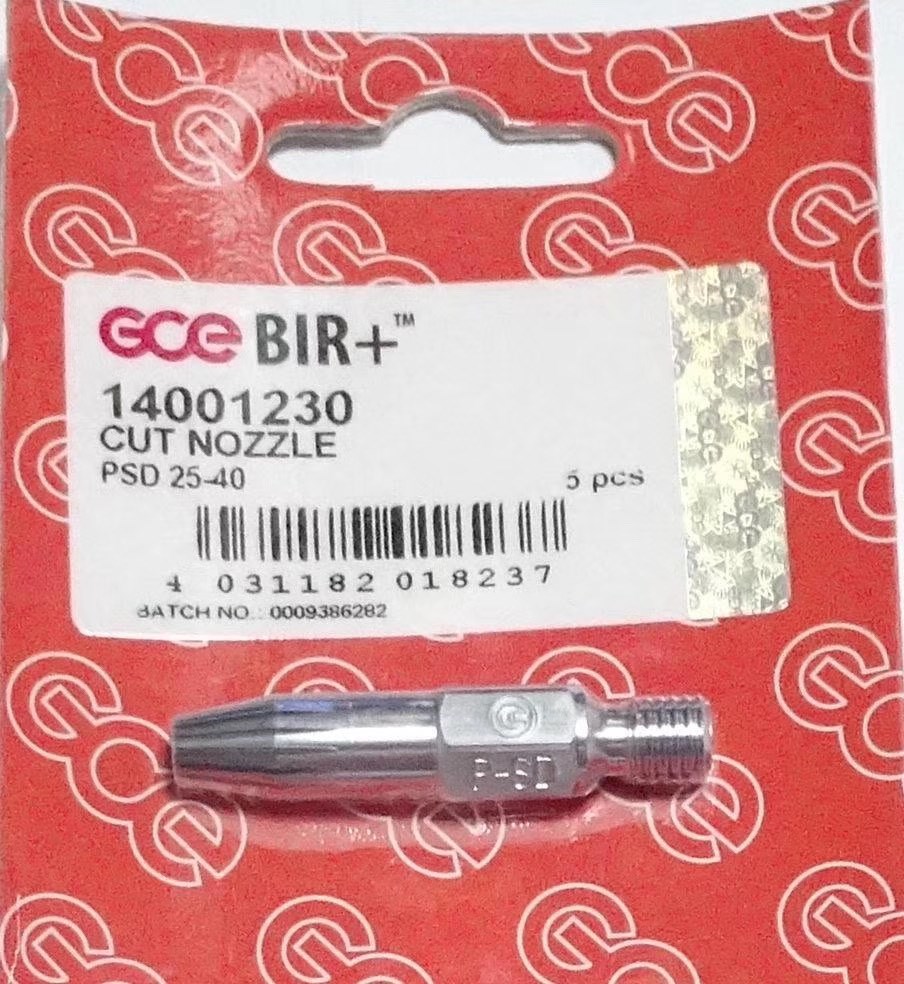 GCE BIR+™
14001230
CUT NOZZLE
PSD 25-40
5 pcs
4 031182 018237
BATCH NO.: 0009386282
P-SD